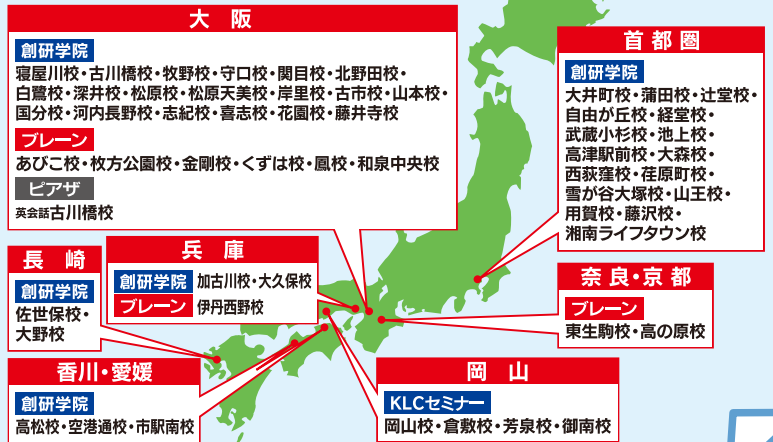 大 阪
創研学院
寝屋川校・古川橋校・牧野校・守口校・関目校・北野田校・
白鷺校・深井校・松原校・松原天美校・岸里校・古市校・山本校・
国分校・河内長野校・志紀校・喜志校・花園校・藤井寺校
ブレーン
あびこ校・枚方公園校・金剛校・くずは校・鳳校・和泉中央校
ピアザ
英会話古川橋校
首 都 圏
創研学院
大井町校・蒲田校・辻堂校・
自由が丘校・経堂校・
武蔵小杉校・池上校・
高津駅前校・大森校・
西荻窪校・荏原町校・
雪が谷大塚校・山王校・
用賀校・藤沢校・
湘南ライフタウン校
長 崎
創研学院
佐世保校・
大野校
兵 庫
創研学院 加古川校・大久保校
ブレーン 伊丹西野校
奈 良・京 都
ブレーン
東生駒校・高の原校
香川・愛媛
創研学院
高松校・空港通校・市駅南校
岡 山
KLCセミナー
岡山校・倉敷校・芳泉校・御南校